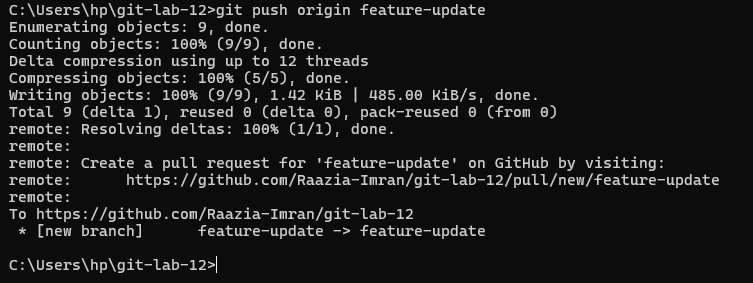 C:\Users\hp\git-lab-12>git push origin feature-update
Enumerating objects: 9, done.
Counting objects: 100% (9/9), done.
Delta compression using up to 12 threads
Compressing objects: 100% (5/5), done.
Writing objects: 100% (9/9), 1.42 KiB | 485.00 KiB/s, done.
Total 9 (delta 1), reused 0 (delta 0), pack-reused 0 (from 0)
remote: Resolving deltas: 100% (1/1), done.
remote:
remote: Create a pull request for 'feature-update' on GitHub by visiting:
remote:      https://github.com/Raazia-Imran/git-lab-12/pull/new/feature-update
remote:
To https://github.com/Raazia-Imran/git-lab-12
 * [new branch]      feature-update -> feature-update
C:\Users\hp\git-lab-12>